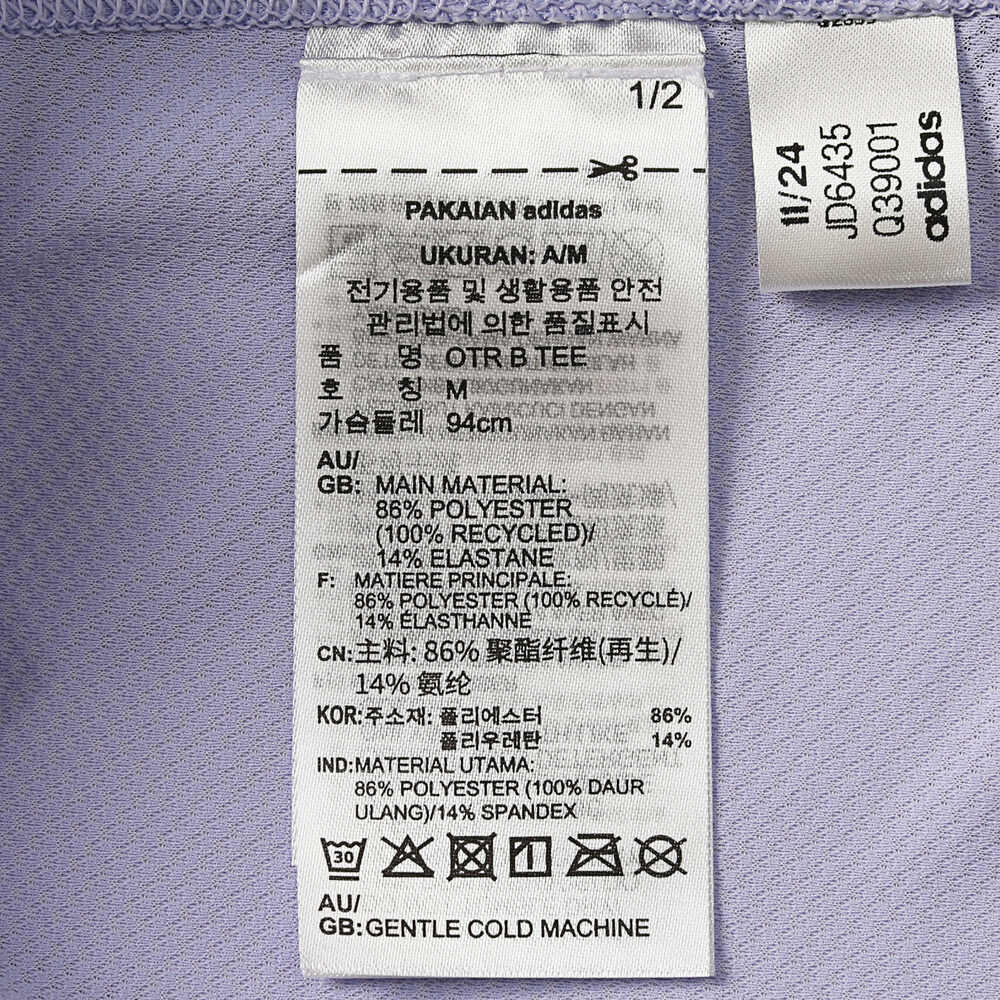 1/2
PAKAIAN adidas
UKURAN: A/M
전기용품 및 생활용품 안전
관리법에 의한 품질표시
품 명 OTR B TEE
호 칭 M
가슴둘레 94cm
AU/
GB: MAIN MATERIAL:
86% POLYESTER
(100% RECYCLED)/
14% ELASTANE
F: MATIERE PRINCIPALE:
86% POLYESTER (100% RECYCLÉ)/
14% ÉLASTHANNE
CN:主料: 86% 聚酯纤维(再生)/
14% 氨纶
KOR:주소재: 폴리에스터 86%
폴리우레탄 14%
IND:MATERIAL UTAMA:
86% POLYESTER (100% DAUR
ULANG)/14% SPANDEX
30
AU/
GB:GENTLE COLD MACHINE
11/24
JD6435
Q39001
adidas